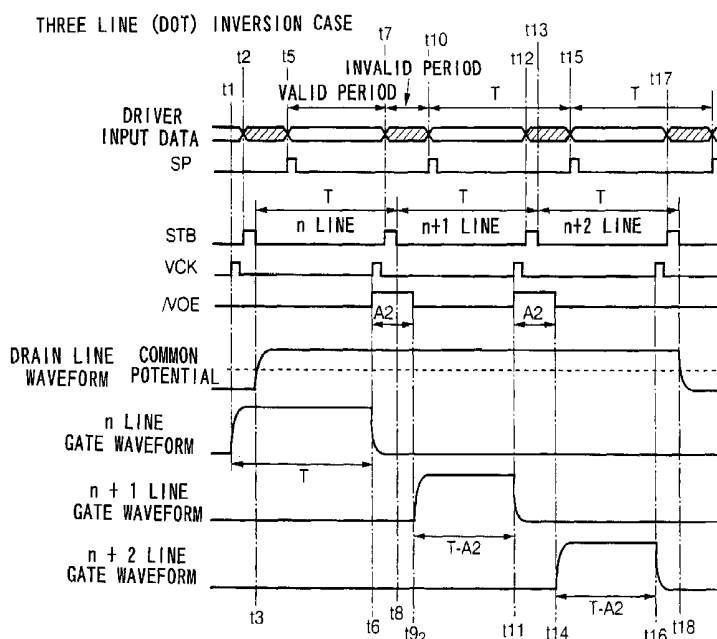 THREE LINE (DOT) INVERSION CASE
t1 t2 t5 t7 t10 t12 t13 t15 t17
INVALID PERIOD
VALID PERIOD T T
DRIVER
INPUT DATA
SP
T T T
n LINE n+1 LINE n+2 LINE
STB
VCK
/VOE
A2 A2
DRAIN LINE COMMON
WAVEFORM POTENTIAL
n LINE
GATE WAVEFORM
T
n + 1 LINE
GATE WAVEFORM
T-A2
n + 2 LINE
GATE WAVEFORM
T-A2
t3 t6 t8 t9₂ t11 t14 t16 t18